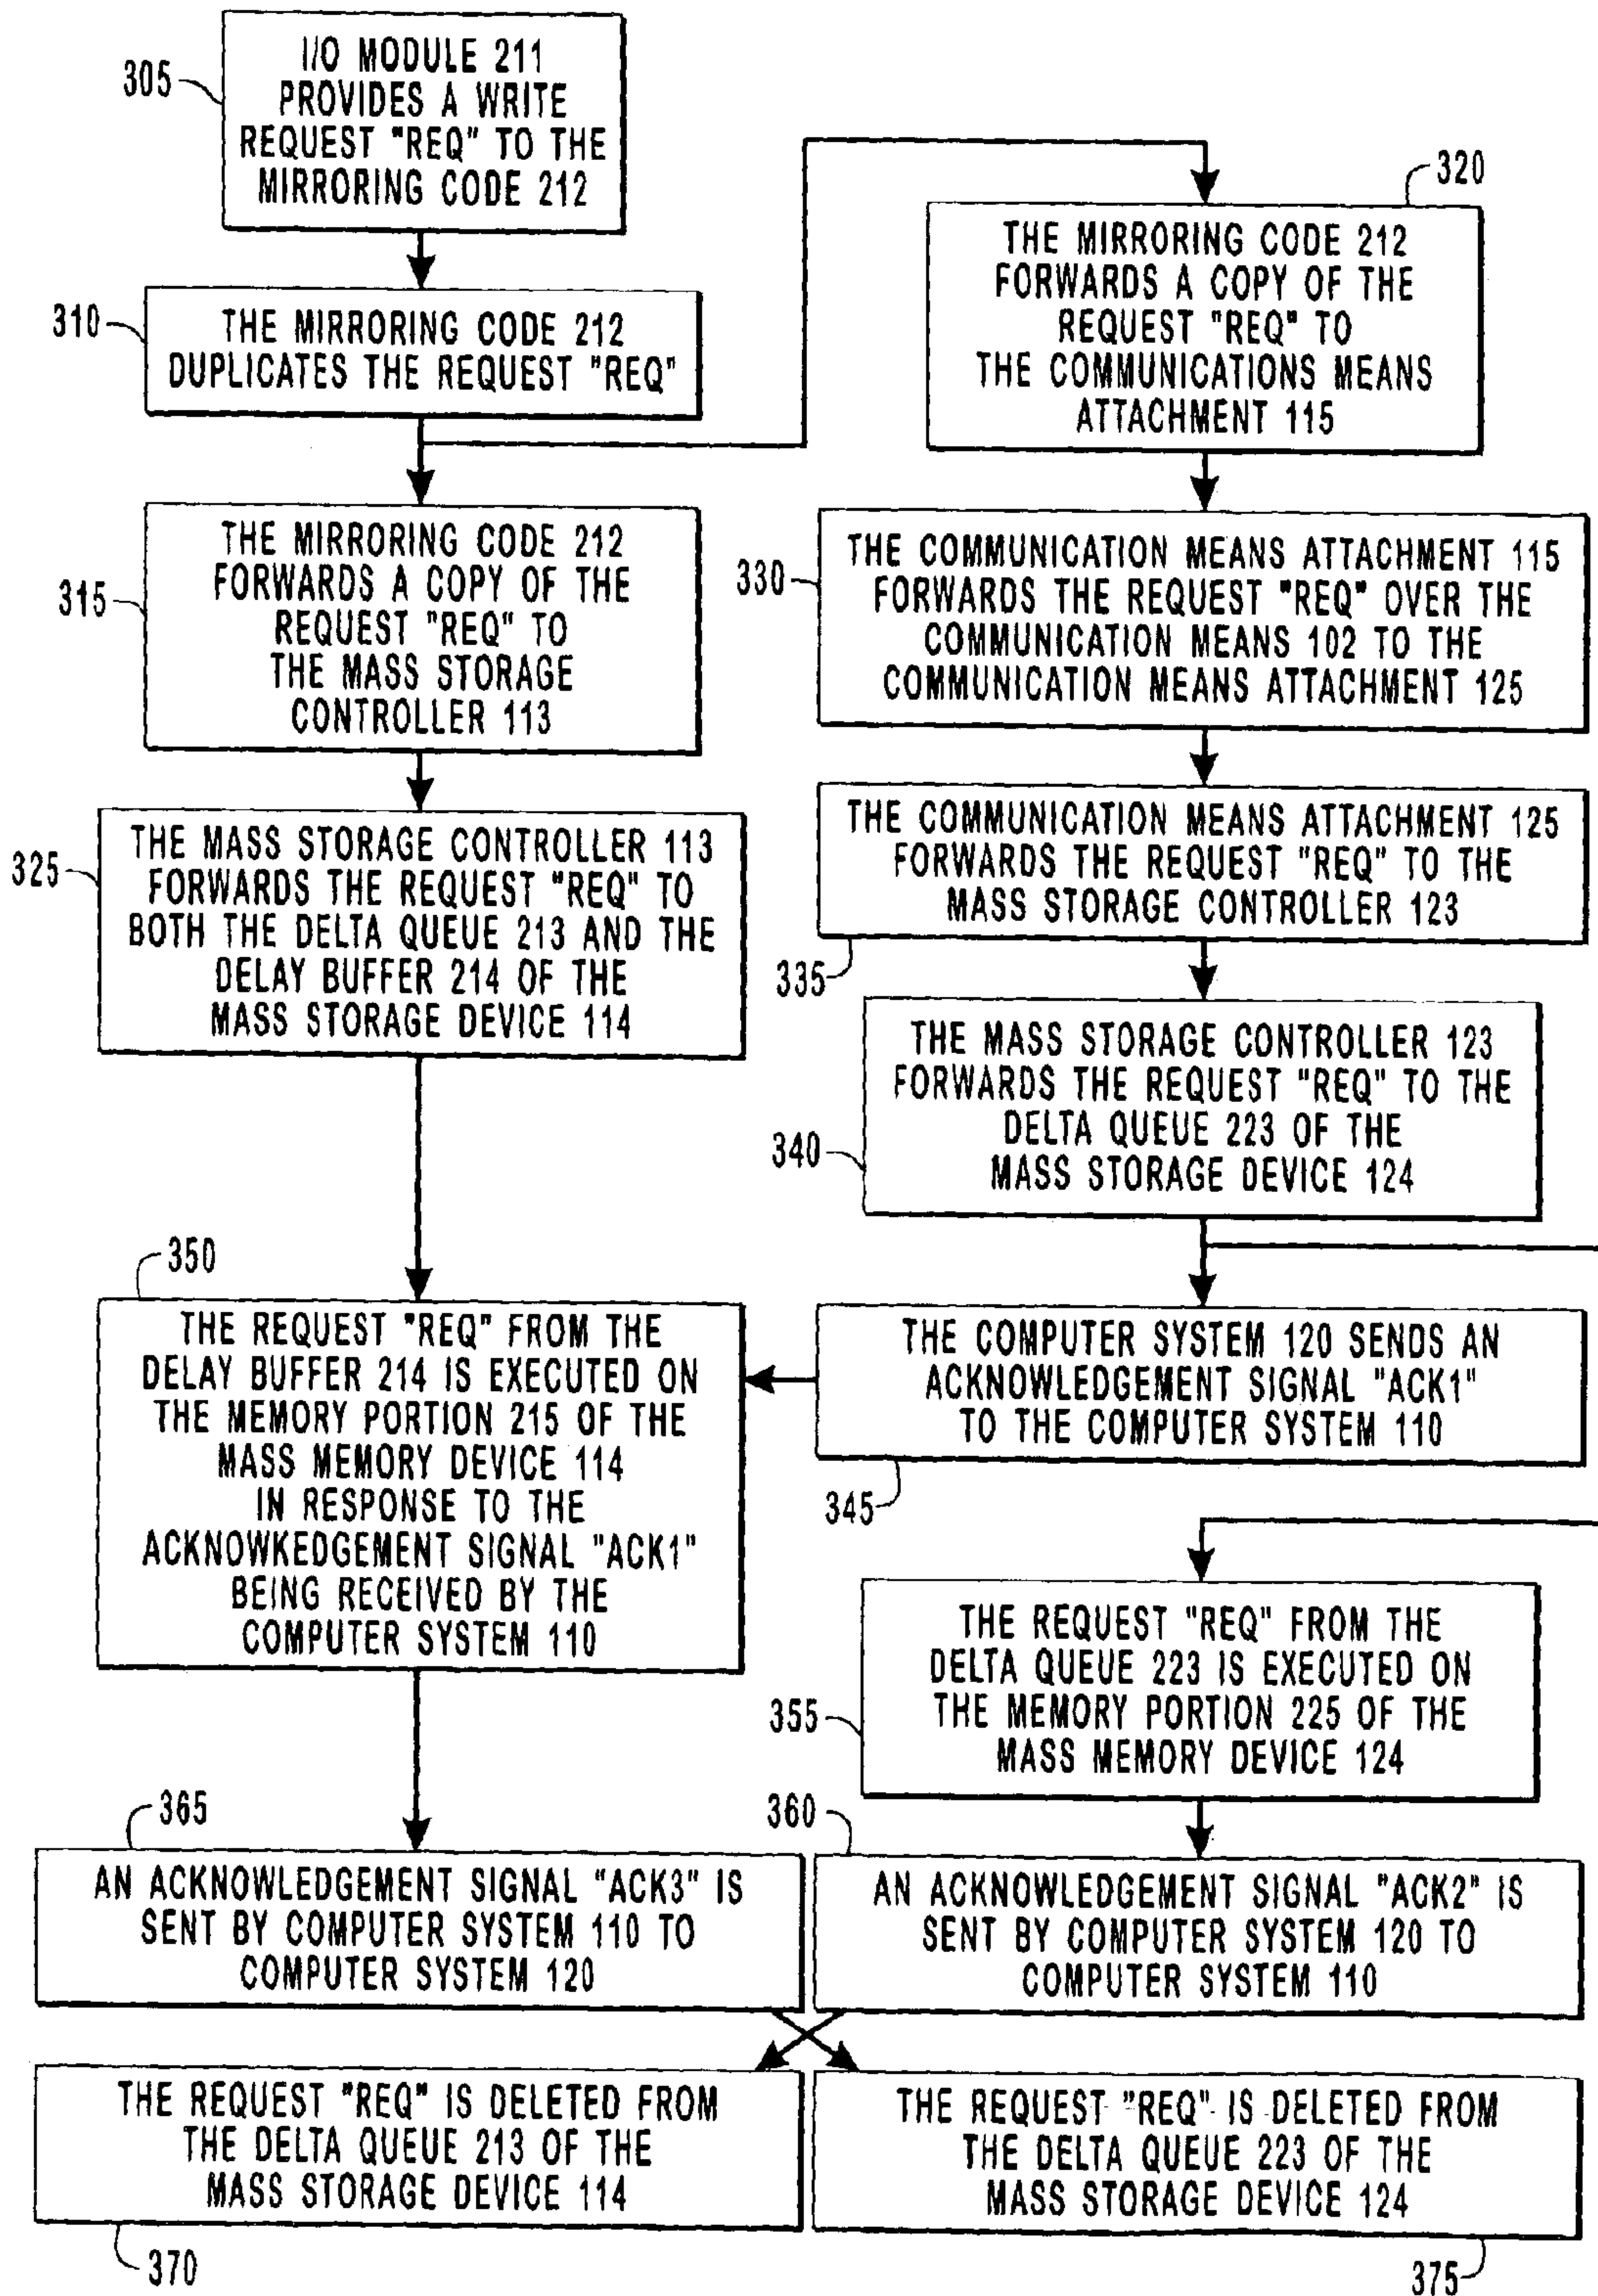 305
I/O MODULE 211
PROVIDES A WRITE
REQUEST "REQ" TO THE
MIRRORING CODE 212
310
THE MIRRORING CODE 212
DUPLICATES THE REQUEST "REQ"
320
THE MIRRORING CODE 212
FORWARDS A COPY OF THE
REQUEST "REQ" TO
THE COMMUNICATIONS MEANS
ATTACHMENT 115
315
THE MIRRORING CODE 212
FORWARDS A COPY OF THE
REQUEST "REQ" TO
THE MASS STORAGE
CONTROLLER 113
330
THE COMMUNICATION MEANS ATTACHMENT 115
FORWARDS THE REQUEST "REQ" OVER THE
COMMUNICATION MEANS 102 TO THE
COMMUNICATION MEANS ATTACHMENT 125
325
THE MASS STORAGE CONTROLLER 113
FORWARDS THE REQUEST "REQ" TO
BOTH THE DELTA QUEUE 213 AND THE
DELAY BUFFER 214 OF THE
MASS STORAGE DEVICE 114
THE COMMUNICATION MEANS ATTACHMENT 125
FORWARDS THE REQUEST "REQ" TO THE
MASS STORAGE CONTROLLER 123
335
THE MASS STORAGE CONTROLLER 123
FORWARDS THE REQUEST "REQ" TO THE
DELTA QUEUE 223 OF THE
MASS STORAGE DEVICE 124
340
350
THE REQUEST "REQ" FROM THE
DELAY BUFFER 214 IS EXECUTED ON
THE MEMORY PORTION 215 OF THE
MASS MEMORY DEVICE 114
IN RESPONSE TO THE
ACKNOWKEDGEMENT SIGNAL "ACK1"
BEING RECEIVED BY THE
COMPUTER SYSTEM 110
THE COMPUTER SYSTEM 120 SENDS AN
ACKNOWLEDGEMENT SIGNAL "ACK1"
TO THE COMPUTER SYSTEM 110
345
355
THE REQUEST "REQ" FROM THE
DELTA QUEUE 223 IS EXECUTED ON
THE MEMORY PORTION 225 OF THE
MASS MEMORY DEVICE 124
365
AN ACKNOWLEDGEMENT SIGNAL "ACK3" IS
SENT BY COMPUTER SYSTEM 110 TO
COMPUTER SYSTEM 120
360
AN ACKNOWLEDGEMENT SIGNAL "ACK2" IS
SENT BY COMPUTER SYSTEM 120 TO
COMPUTER SYSTEM 110
THE REQUEST "REQ" IS DELETED FROM
THE DELTA QUEUE 213 OF THE
MASS STORAGE DEVICE 114
370
THE REQUEST "REQ" IS DELETED FROM
THE DELTA QUEUE 223 OF THE
MASS STORAGE DEVICE 124
375